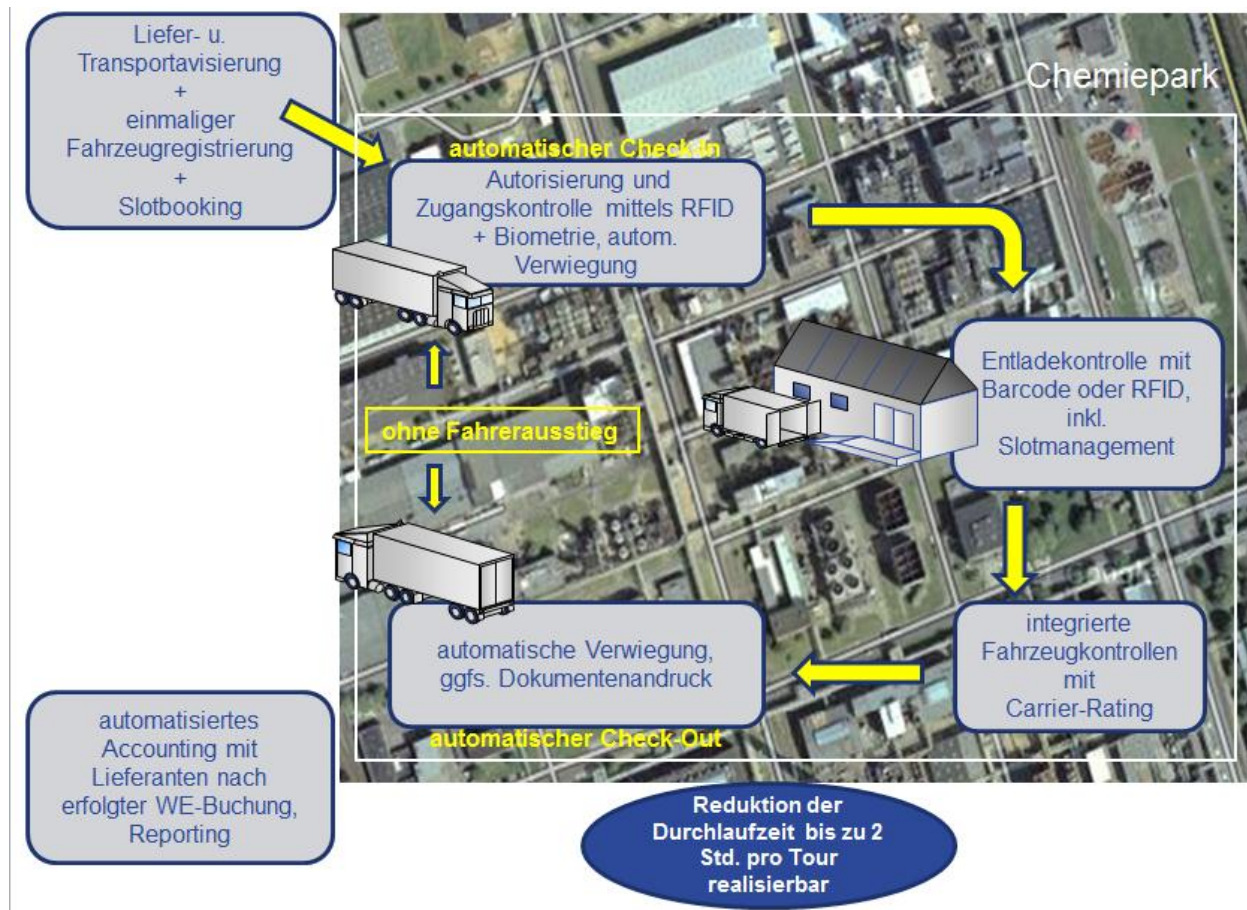 Liefer- u.
Transportavisierung
+
einmaliger
Fahrzeugregistrierung
+
Slotbooking
Chemiepark
automatischer Check-In
Autorisierung und
Zugangskontrolle mittels RFID
+ Biometrie, autom.
Verwiegung
Entladekontrolle mit
Barcode oder RFID,
inkl.
Slotmanagement
ohne Fahrerausstieg
integrierte
Fahrzeugkontrollen
mit
Carrier-Rating
automatische Verwiegung,
ggfs. Dokumentenandruck
automatischer Check-Out
automatisiertes
Accounting mit
Lieferanten nach
erfolgter WE-Buchung,
Reporting
Reduktion der
Durchlaufzeit bis zu 2
Std. pro Tour
realisierbar